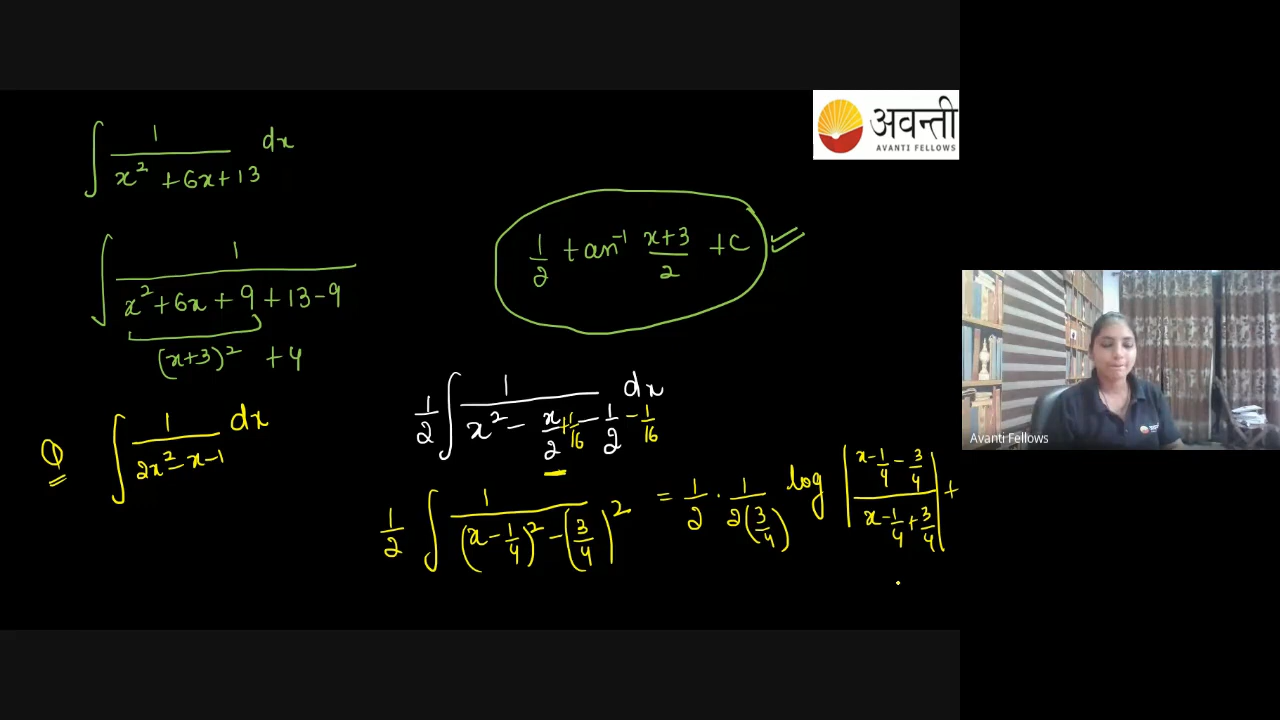 ∫ 1/(x² + 6x + 13) dx
अवन्ती
AVANTI FELLOWS
∫ 1/(x² + 6x + 9 + 13 - 9)
(x+3)² + 4
1/2 tan⁻¹ (x+3)/2 + C
Q ∫ 1/(2x² - x - 1) dx
1/2 ∫ 1/(x² - x/2 + 1/16 - 1/2 - 1/16) dx
1/2 ∫ 1/((x - 1/4)² - (3/4)²) = 1/2 · 1/(2(3/4)) log |(x - 1/4 - 3/4)/(x - 1/4 + 3/4)| +
Avanti Fellows